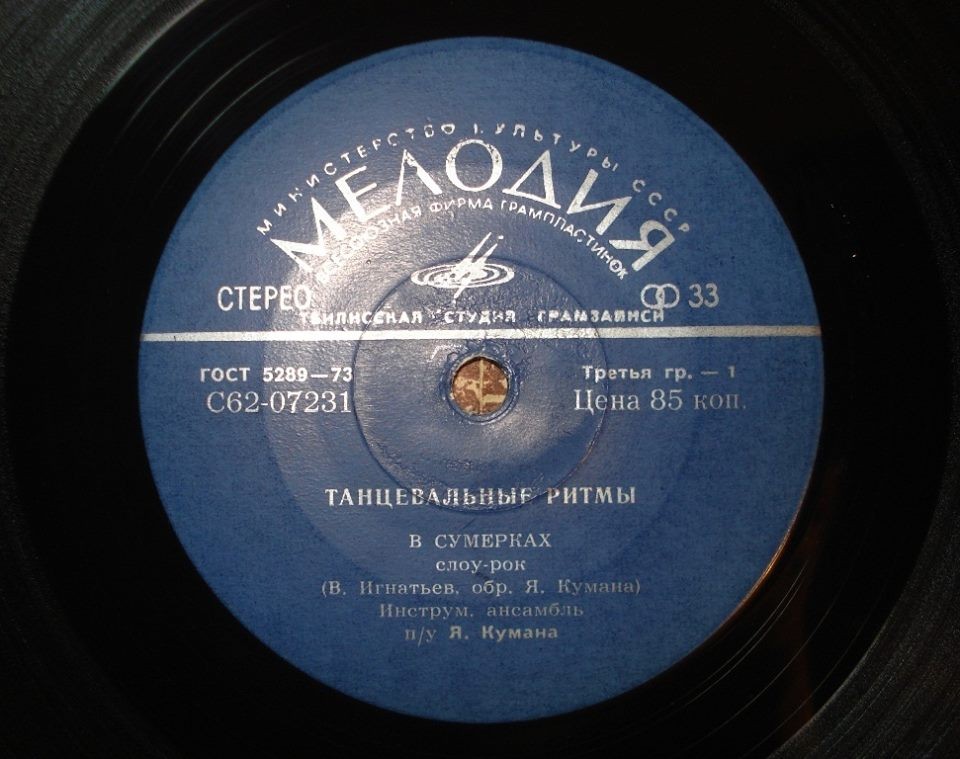 МИНИСТЕРСТВО КУЛЬТУРЫ СССР
МЕЛОДИЯ
ВСЕСОЮЗНАЯ ФИРМА ГРАМПЛАСТИНОК
СТЕРЕО
33
ТБИЛИССКАЯ СТУДИЯ ГРАМЗАПИСИ
ГОСТ 5289—73
Третья гр. — 1
С62-07231
Цена 85 коп.
ТАНЦЕВАЛЬНЫЕ РИТМЫ
В СУМЕРКАХ
слоу-рок
(В. Игнатьев, обр. Я. Кумана)
Инструм. ансамбль
п/у Я. Кумана